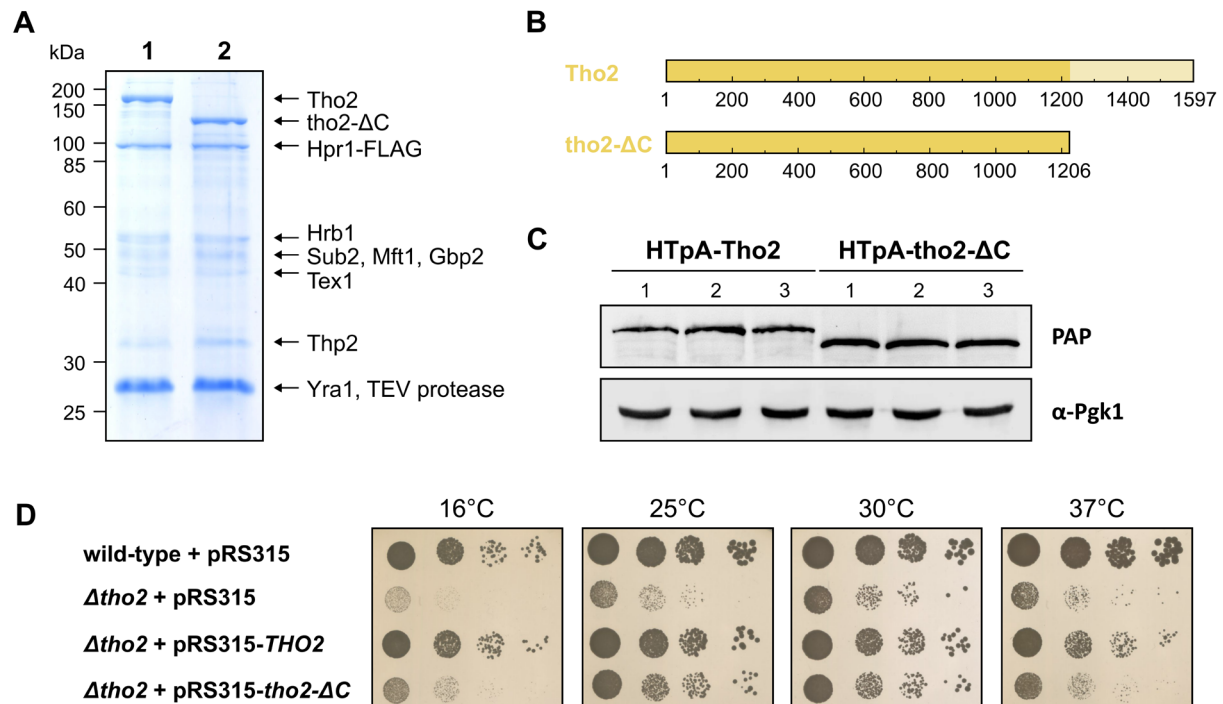 A
kDa
1 2
200
150
100
85
60
50
40
30
25
Tho2
tho2-ΔC
Hpr1-FLAG
Hrb1
Sub2, Mft1, Gbp2
Tex1
Thp2
Yra1, TEV protease
B
Tho2
1 200 400 600 800 1000 1200 1400 1597
tho2-ΔC
1 200 400 600 800 1000 1206
C
HTpA-Tho2 HTpA-tho2-ΔC
1 2 3 1 2 3
PAP
α-Pgk1
D
16°C 25°C 30°C 37°C
wild-type + pRS315
Δtho2 + pRS315
Δtho2 + pRS315-THO2
Δtho2 + pRS315-tho2-ΔC